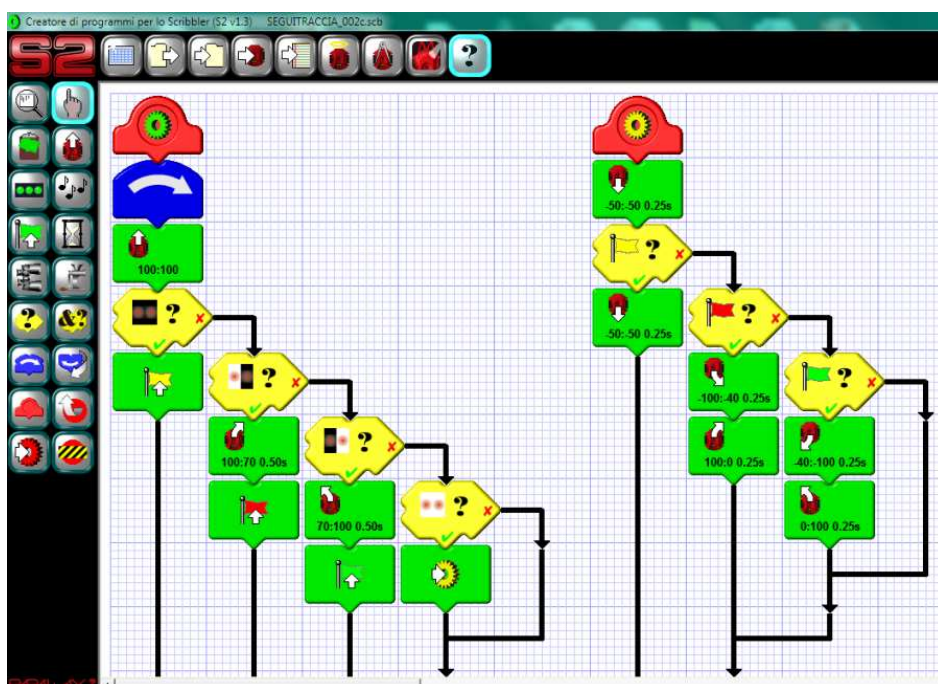 Creatore di programmi per lo Scribbler (S2 v1.3) SEGUITRACCIA_002c.scb
S2
?
-50:-50 0.25s
100:100
?
?
-50:-50 0.25s
?
?
?
?
-100:-40 0.25s
100:70 0.50s
?
100:0 0.25s
-40:-100 0.25s
?
70:100 0.50s
0:100 0.25s